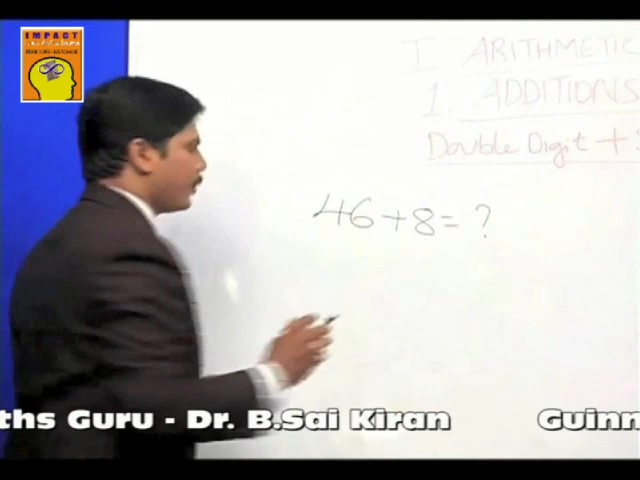 IMPACT
I ARITHMETIC
1. ADDITIONS
Double Digit +
46+8= ?
ths Guru - Dr. B.Sai Kiran Guinn